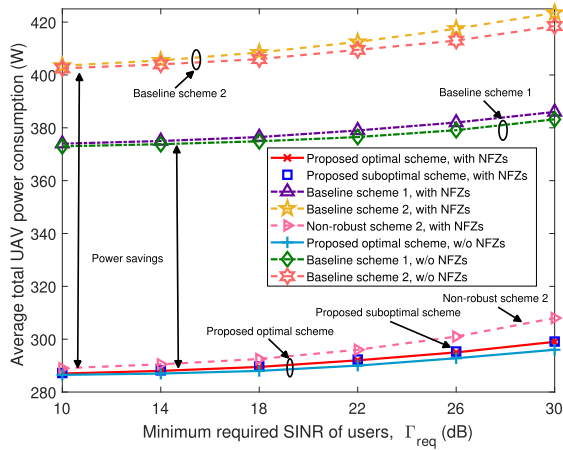 420
400
380
360
340
320
300
280
10
14
18
22
26
30
Average total UAV power consumption (W)
Minimum required SINR of users, Γreq (dB)
Baseline scheme 2
Baseline scheme 1
Proposed optimal scheme, with NFZs
Proposed suboptimal scheme, with NFZs
Baseline scheme 1, with NFZs
Baseline scheme 2, with NFZs
Non-robust scheme 2, with NFZs
Proposed optimal scheme, w/o NFZs
Baseline scheme 1, w/o NFZs
Baseline scheme 2, w/o NFZs
Power savings
Non-robust scheme 2
Proposed suboptimal scheme
Proposed optimal scheme